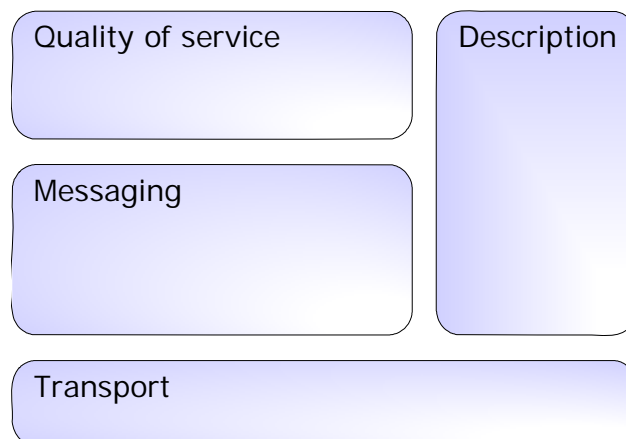 Quality of service
Description
Messaging
Transport